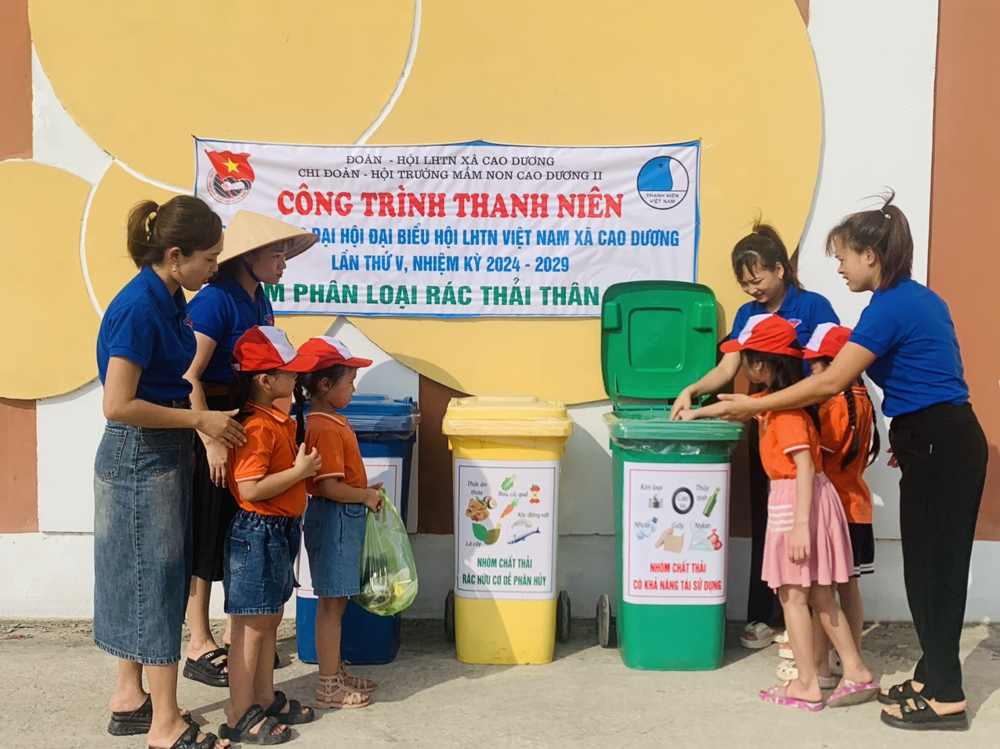 ĐOÀN - HỘI LHTN XÃ CAO DƯƠNG
CHI ĐOÀN - HỘI TRƯỜNG MẦM NON CAO DƯƠNG II
CÔNG TRÌNH THANH NIÊN
ĐẠI HỘI ĐẠI BIỂU HỘI LHTN VIỆT NAM XÃ CAO DƯƠNG
LẦN THỨ V, NHIỆM KỲ 2024 - 2029
PHÂN LOẠI RÁC THẢI THÂN
THANH NIÊN
VIỆT NAM
Thức ăn
thừa
Rau, củ, quả
Xác động vật
Lá cây
NHÓM CHẤT THẢI
RÁC HỮU CƠ DỄ PHÂN HỦY
Kim loại
Cao
su
Thủy
tinh
Nhựa
Giấy
Nylon
NHÓM CHẤT THẢI
CÓ KHẢ NĂNG TÁI SỬ DỤNG